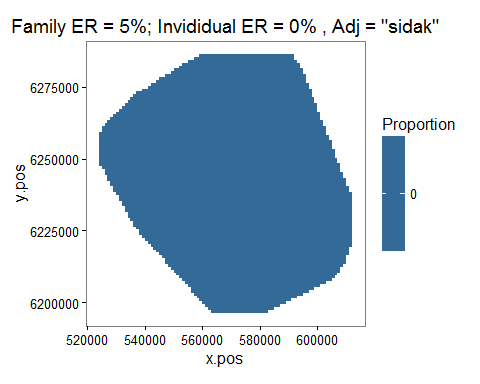 Family ER = 5%; Invididual ER = 0% , Adj = "sidak"
6275000
6250000
6225000
6200000
y.pos
520000 540000 560000 580000 600000
x.pos
Proportion
0